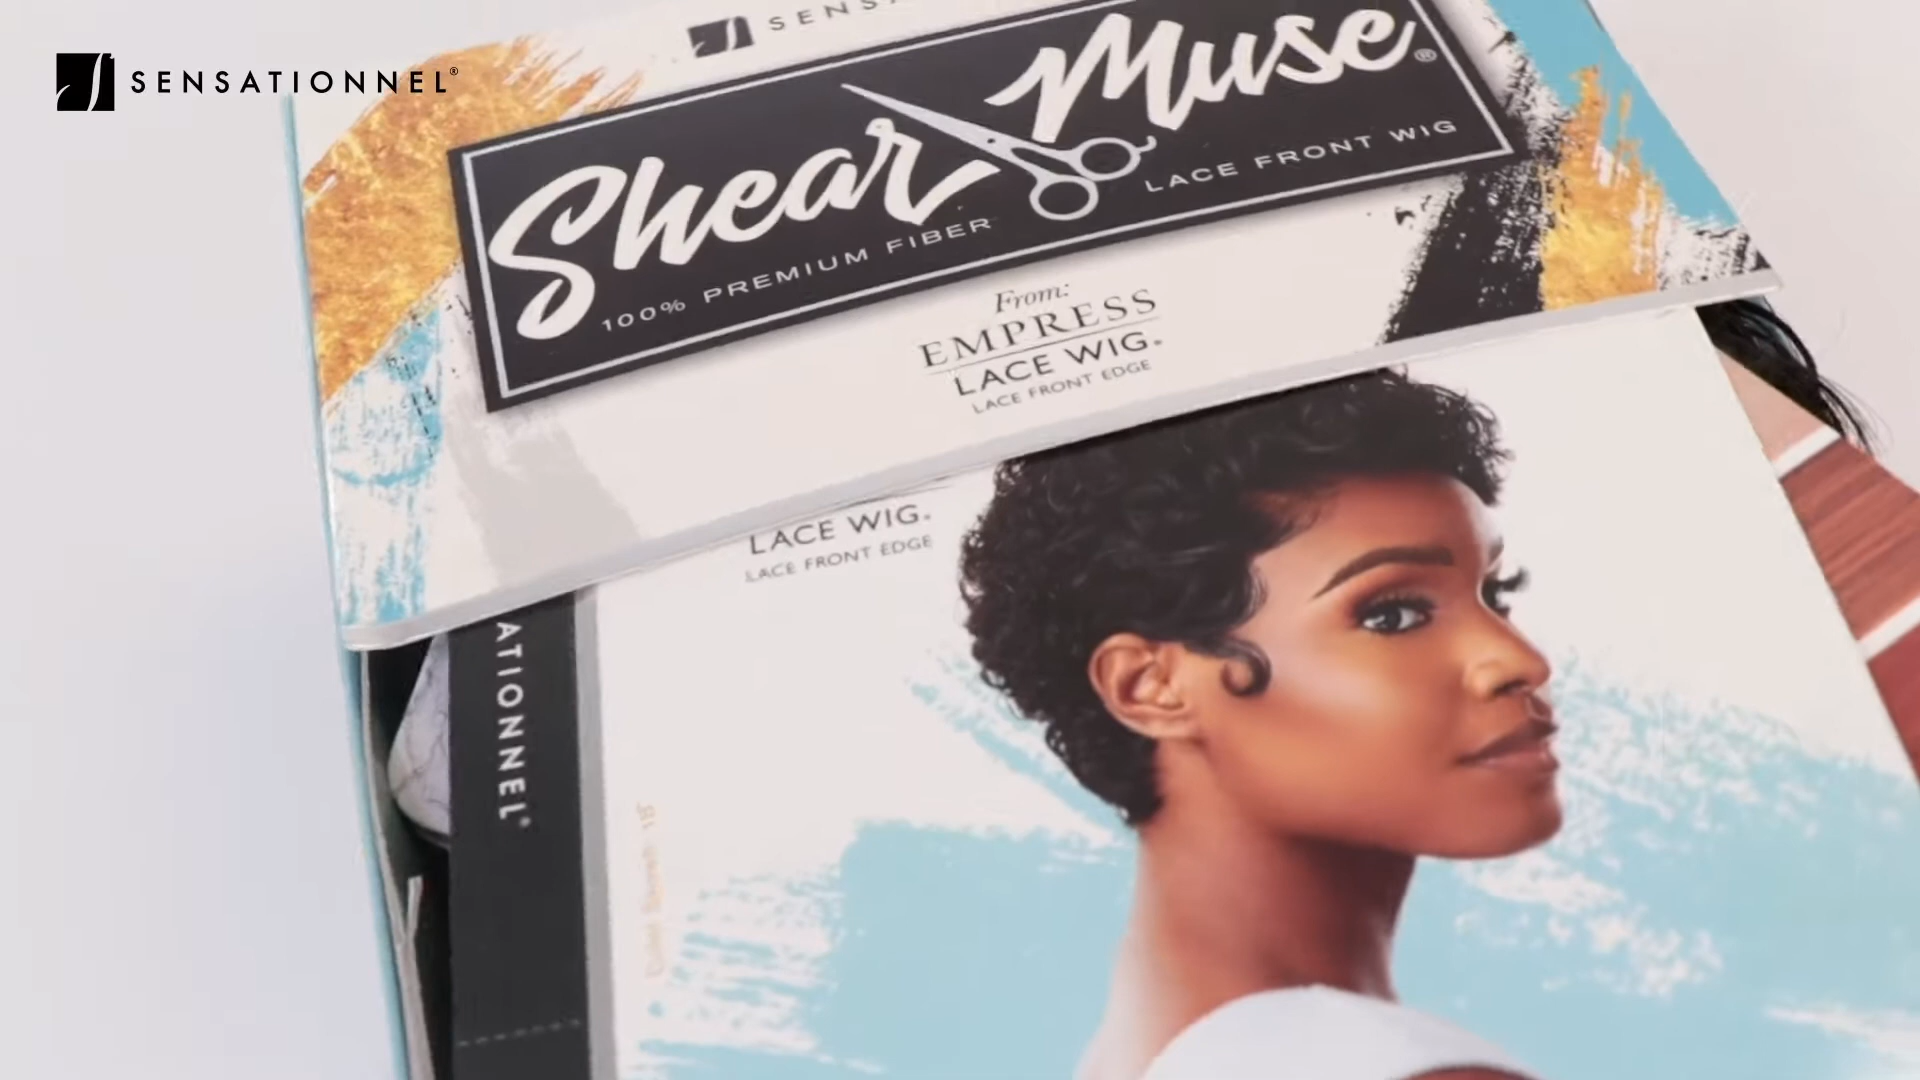 SENSATIONNEL®
SENSA
Shear Muse®
100% PREMIUM FIBER
LACE FRONT WIG
From:
EMPRESS
LACE WIG.
LACE FRONT EDGE
LACE WIG.
LACE FRONT EDGE
ATIONNEL®